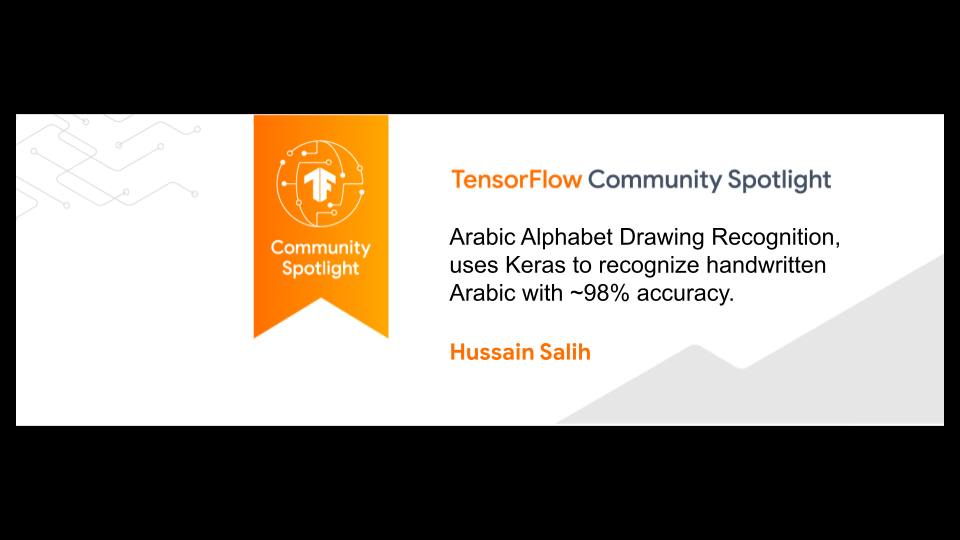 Community
Spotlight
TensorFlow Community Spotlight
Arabic Alphabet Drawing Recognition,
uses Keras to recognize handwritten
Arabic with ~98% accuracy.
Hussain Salih